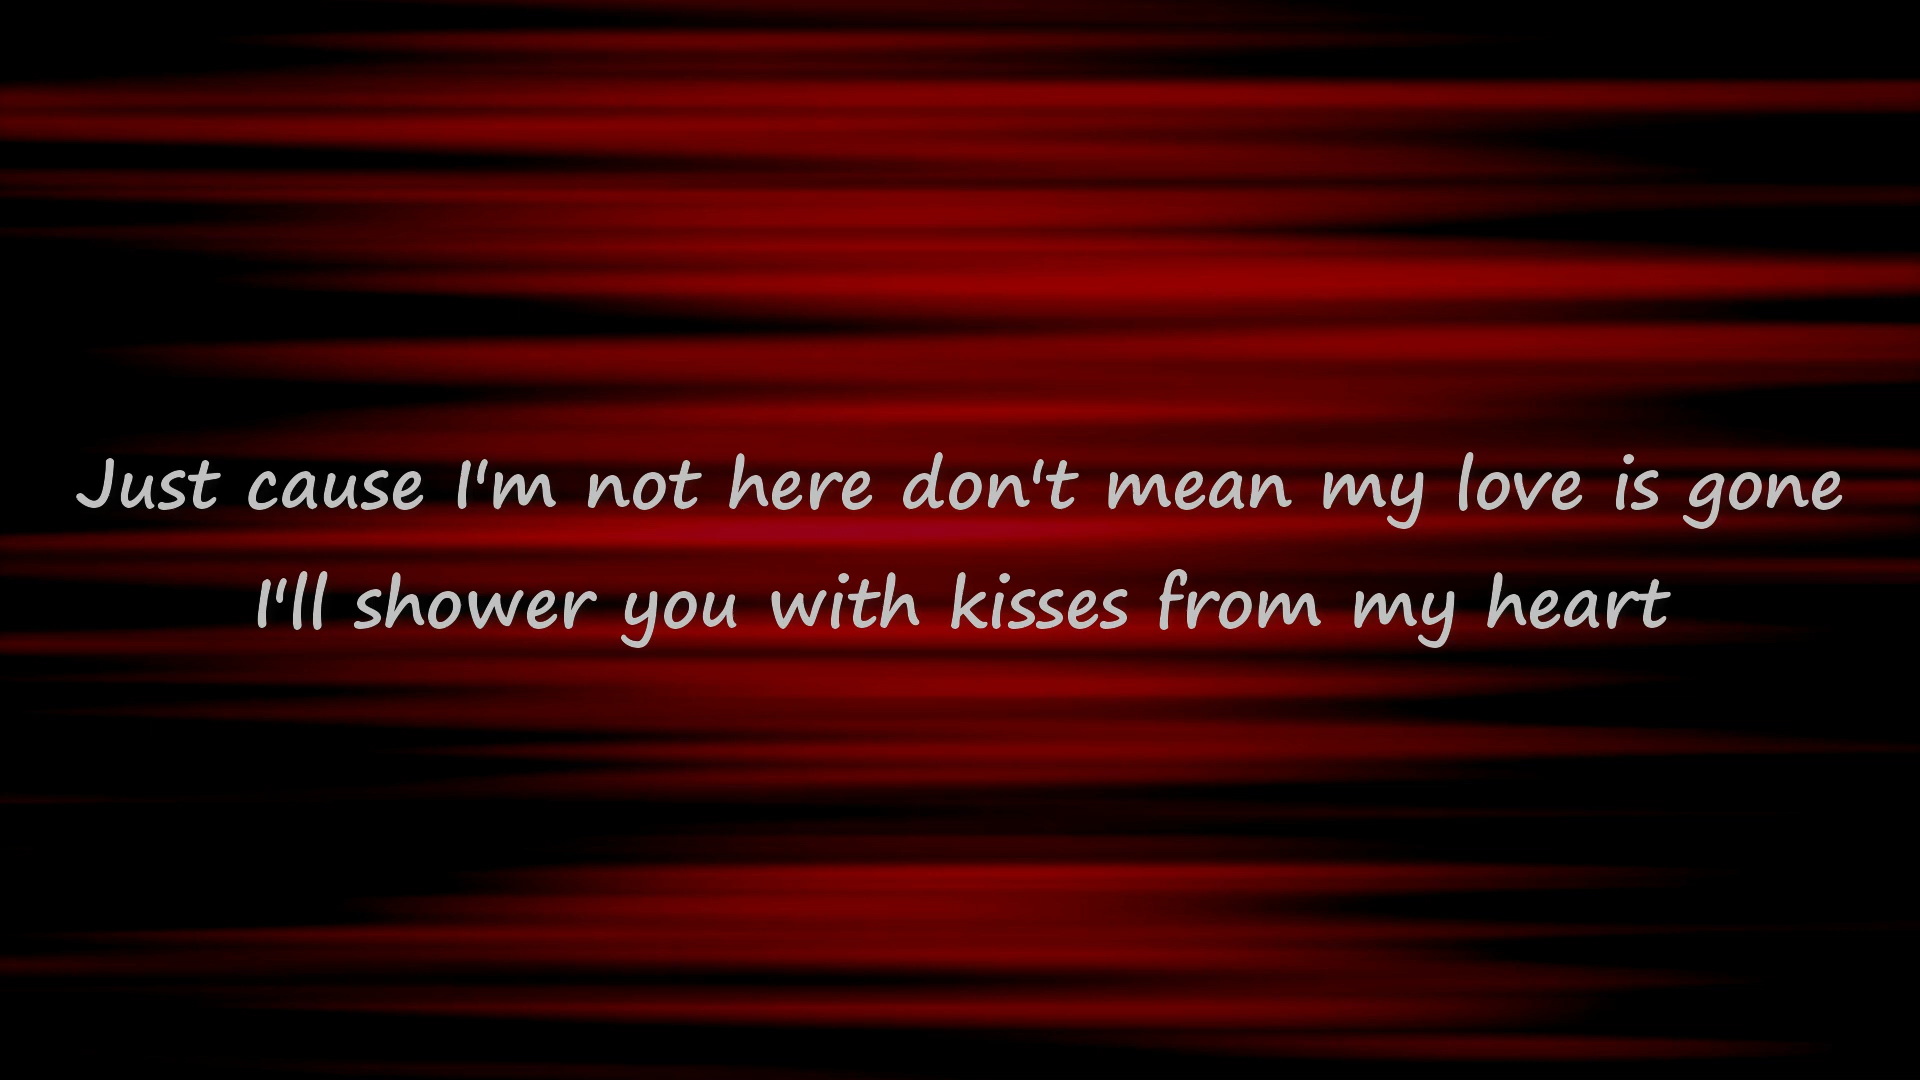 Just cause I'm not here don't mean my love is gone
I'll shower you with kisses from my heart